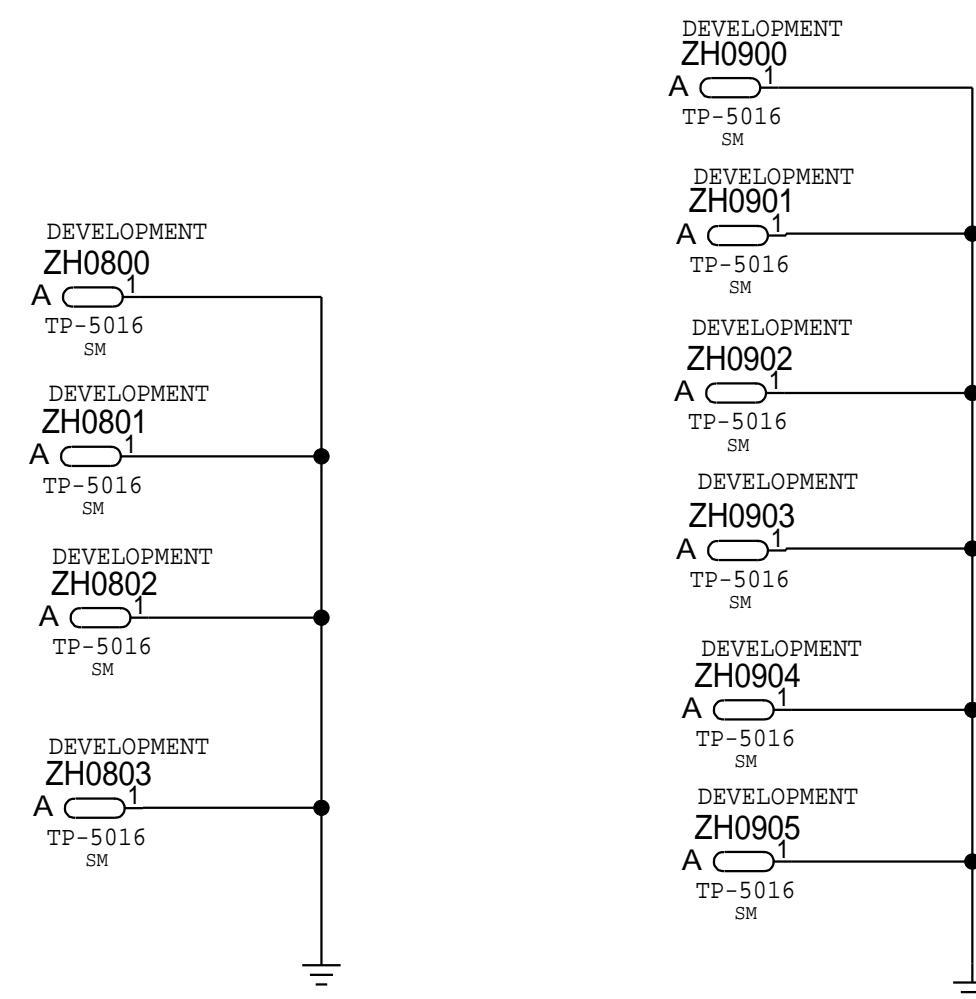 DEVELOPMENT
ZH0800
1
A
TP-5016
SM
DEVELOPMENT
ZH0801
1
A
TP-5016
SM
DEVELOPMENT
ZH0802
1
A
TP-5016
SM
DEVELOPMENT
ZH0803
1
A
TP-5016
SM
DEVELOPMENT
ZH0900
1
A
TP-5016
SM
DEVELOPMENT
ZH0901
1
A
TP-5016
SM
DEVELOPMENT
ZH0902
1
A
TP-5016
SM
DEVELOPMENT
ZH0903
1
A
TP-5016
SM
DEVELOPMENT
ZH0904
1
A
TP-5016
SM
DEVELOPMENT
ZH0905
1
A
TP-5016
SM